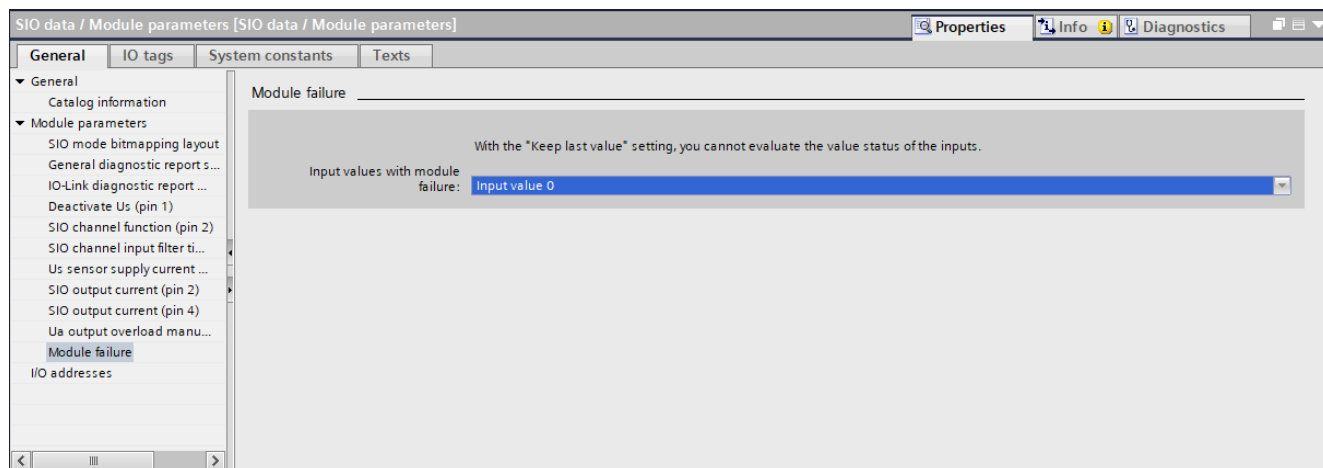 SIO data / Module parameters [SIO data / Module parameters]
Properties
Info
Diagnostics
General
IO tags
System constants
Texts
General
Catalog information
Module parameters
SIO mode bitmapping layout
General diagnostic report s...
IO-Link diagnostic report ...
Deactivate Us (pin 1)
SIO channel function (pin 2)
SIO channel input filter ti...
Us sensor supply current ...
SIO output current (pin 2)
SIO output current (pin 4)
Ua output overload manu...
Module failure
I/O addresses
Module failure
With the "Keep last value" setting, you cannot evaluate the value status of the inputs.
Input values with module
failure:
Input value 0